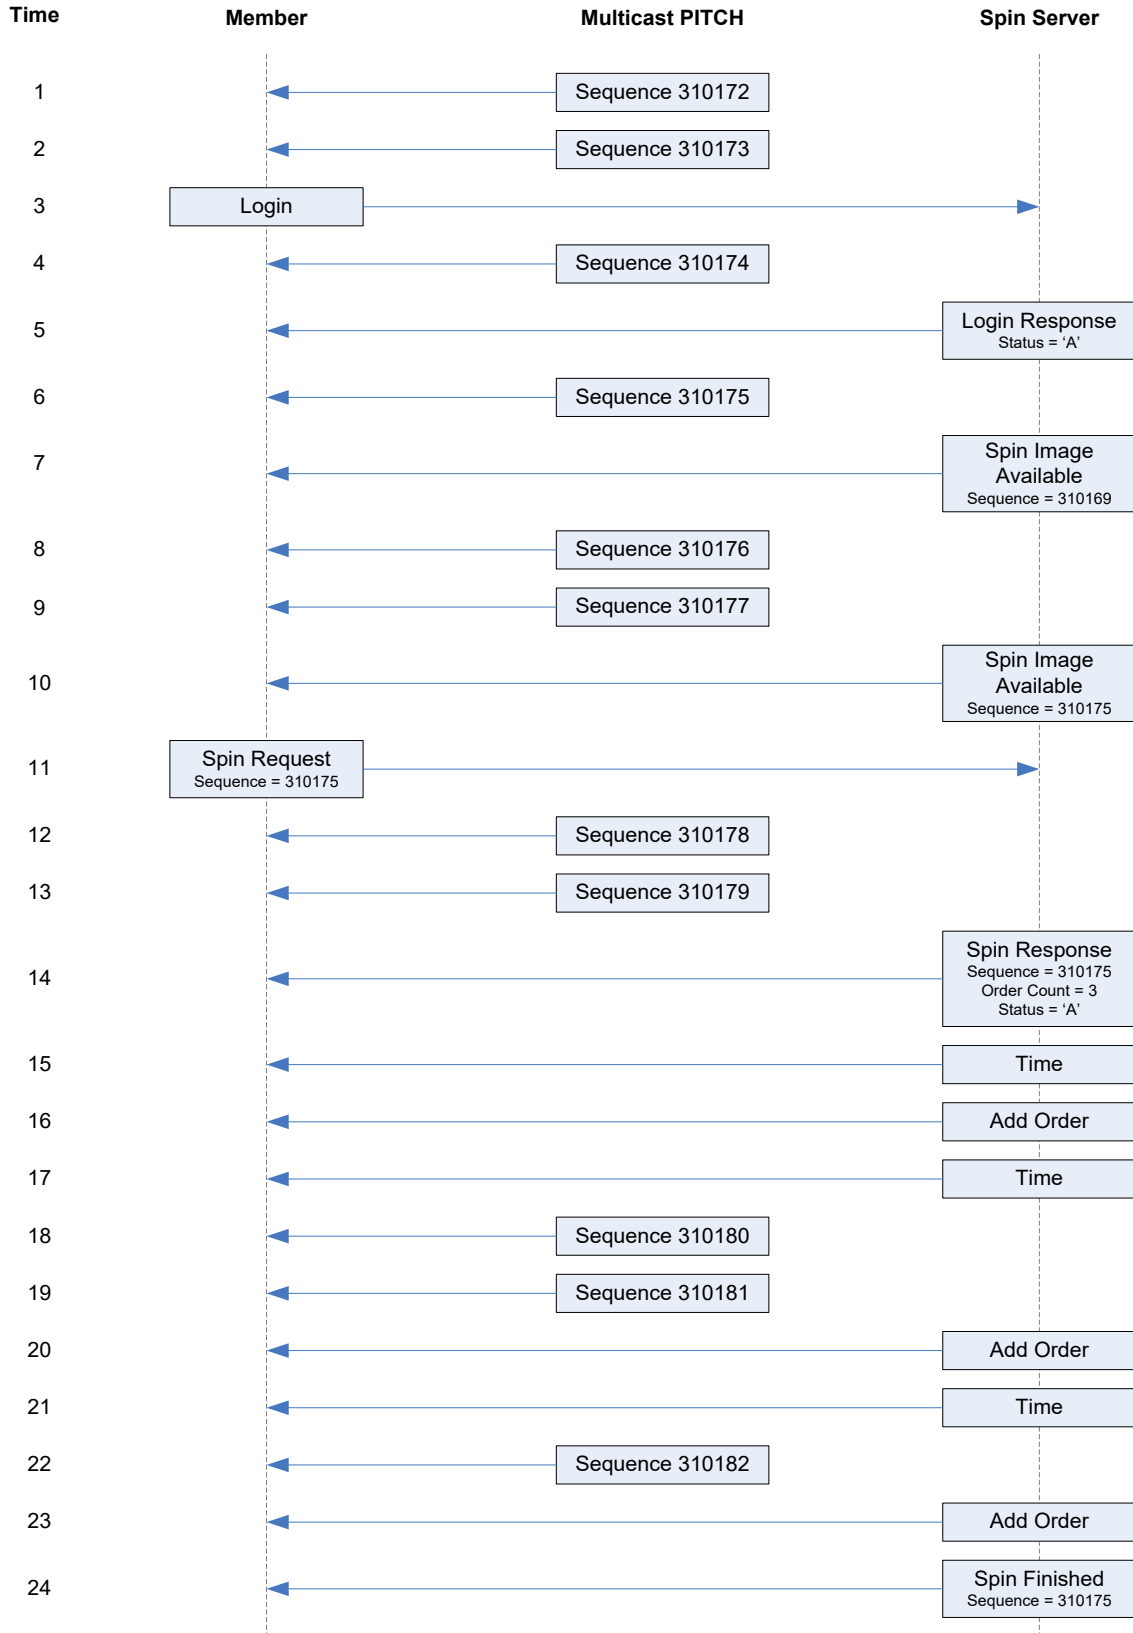 Time Member Multicast PITCH Spin Server
1 Sequence 310172
2 Sequence 310173
3 Login
4 Sequence 310174
5 Login Response
Status = ‘A’
6 Sequence 310175
7 Spin Image
Available
Sequence = 310169
8 Sequence 310176
9 Sequence 310177
10 Spin Image
Available
Sequence = 310175
11 Spin Request
Sequence = 310175
12 Sequence 310178
13 Sequence 310179
14 Spin Response
Sequence = 310175
Order Count = 3
Status = ‘A’
15 Time
16 Add Order
17 Time
18 Sequence 310180
19 Sequence 310181
20 Add Order
21 Time
22 Sequence 310182
23 Add Order
24 Spin Finished
Sequence = 310175